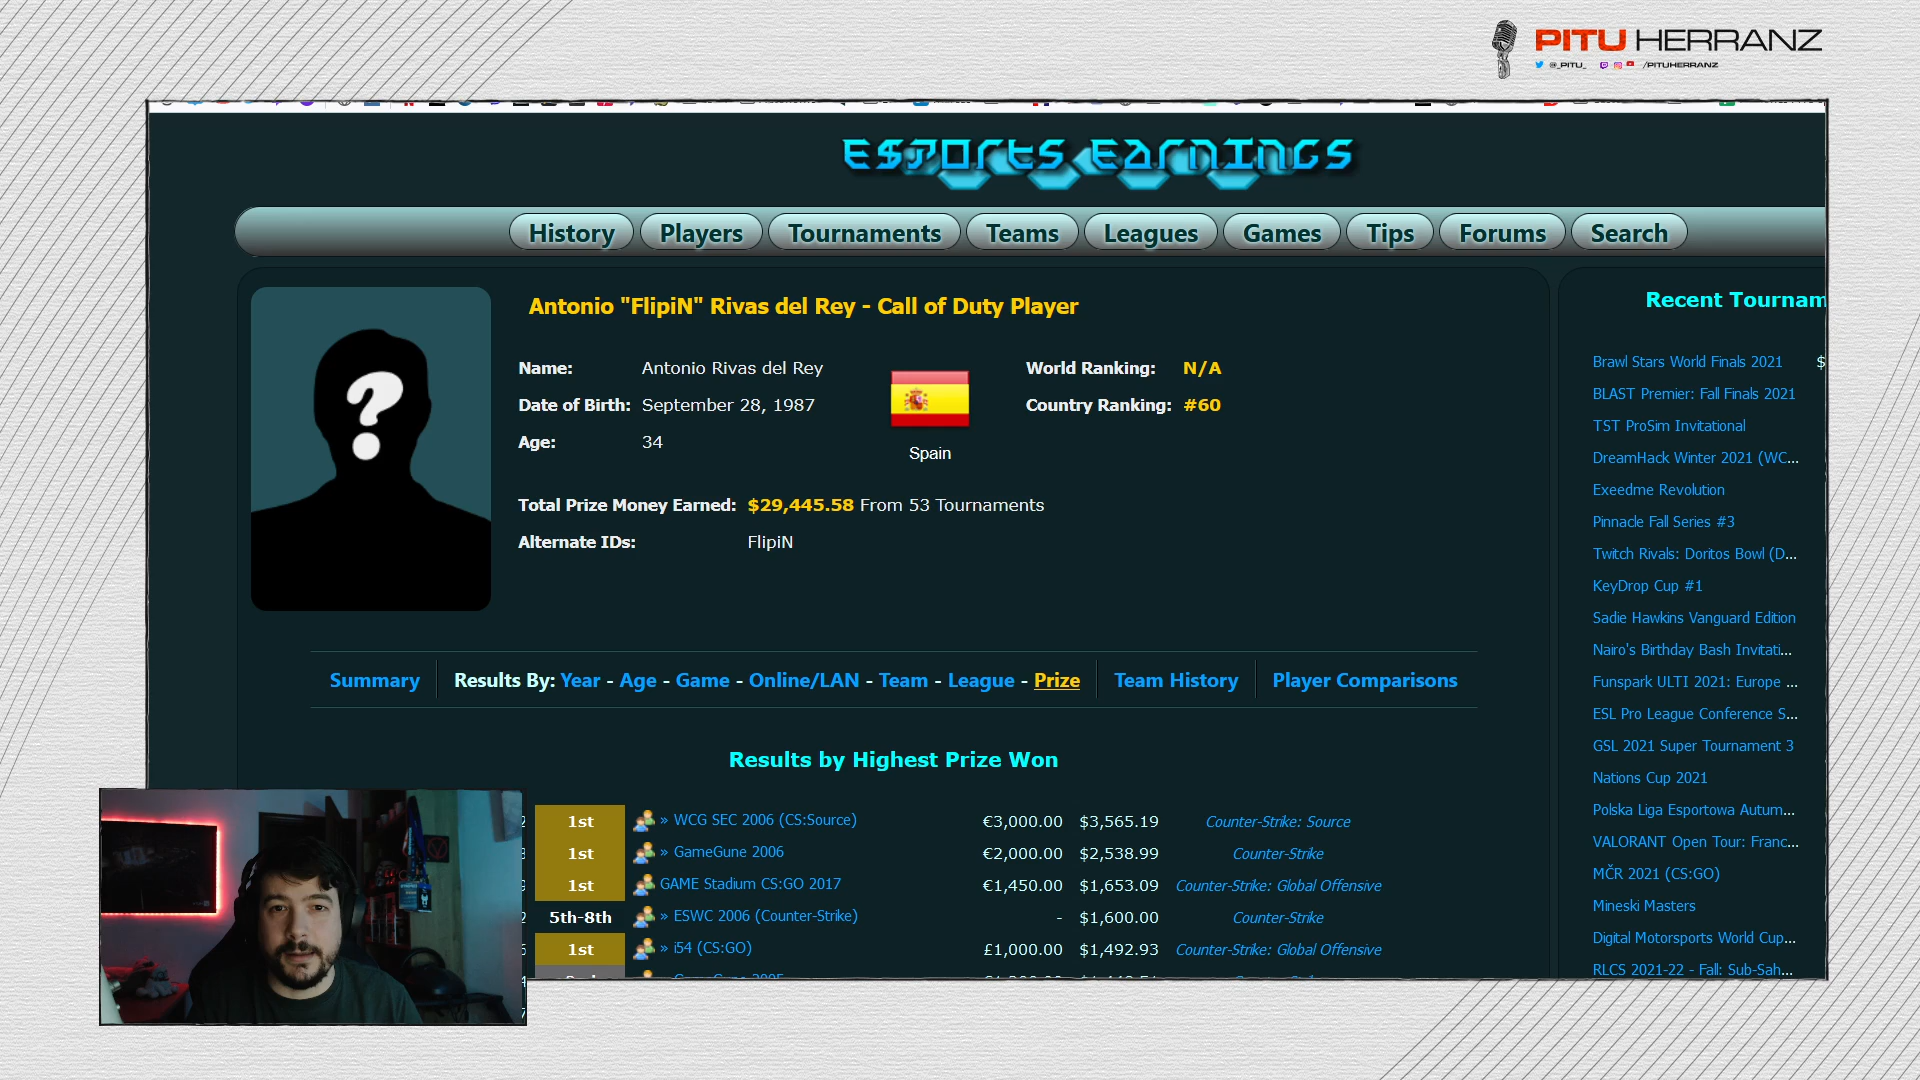 PITU HERRANZ
@_PITU_ /PITUHERRANZ
ESPORTS EARNINGS
History Players Tournaments Teams Leagues Games Tips Forums Search
Antonio "FlipiN" Rivas del Rey - Call of Duty Player
Name: Antonio Rivas del Rey
Date of Birth: September 28, 1987
Age: 34
Spain
World Ranking: N/A
Country Ranking: #60
Total Prize Money Earned: $29,445.58 From 53 Tournaments
Alternate IDs: FlipiN
Summary Results By: Year - Age - Game - Online/LAN - Team - League - Prize Team History Player Comparisons
Results by Highest Prize Won
1st » WCG SEC 2006 (CS:Source) €3,000.00 $3,565.19 Counter-Strike: Source
1st » GameGune 2006 €2,000.00 $2,538.99 Counter-Strike
1st GAME Stadium CS:GO 2017 €1,450.00 $1,653.09 Counter-Strike: Global Offensive
5th-8th » ESWC 2006 (Counter-Strike) - $1,600.00 Counter-Strike
1st » i54 (CS:GO) £1,000.00 $1,492.93 Counter-Strike: Global Offensive
Recent Tournam
Brawl Stars World Finals 2021 $
BLAST Premier: Fall Finals 2021
TST ProSim Invitational
DreamHack Winter 2021 (WC...
Exeedme Revolution
Pinnacle Fall Series #3
Twitch Rivals: Doritos Bowl (D...
KeyDrop Cup #1
Sadie Hawkins Vanguard Edition
Nairo's Birthday Bash Invitati...
Funspark ULTI 2021: Europe ...
ESL Pro League Conference S...
GSL 2021 Super Tournament 3
Nations Cup 2021
Polska Liga Esportowa Autum...
VALORANT Open Tour: Franc...
MČR 2021 (CS:GO)
Mineski Masters
Digital Motorsports World Cup...
RLCS 2021-22 - Fall: Sub-Sah...